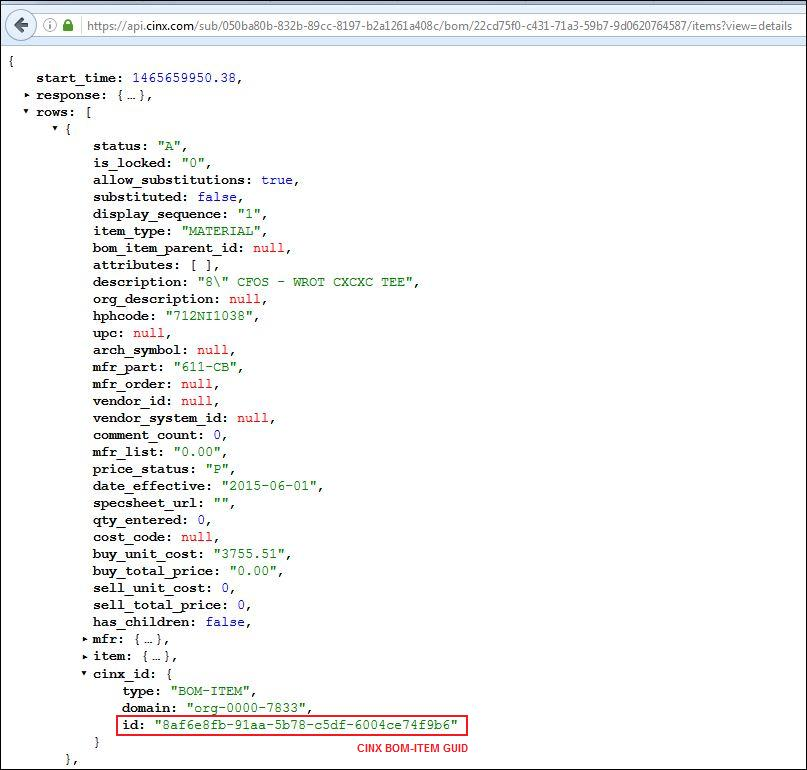 https://api.cinx.com/sub/050ba80b-832b-89cc-8197-b2a1261a408c/bom/22cd75f0-c431-71a3-59b7-9d0620764587/items?view=details
{
start_time: 1465659950.38,
response: {…},
rows: [
{
status: "A",
is_locked: "0",
allow_substitutions: true,
substituted: false,
display_sequence: "1",
item_type: "MATERIAL",
bom_item_parent_id: null,
attributes: [ ],
description: "8\" CFOS - WROT CXCXC TEE",
org_description: null,
hphcode: "712NI1038",
upc: null,
arch_symbol: null,
mfr_part: "611-CB",
mfr_order: null,
vendor_id: null,
vendor_system_id: null,
comment_count: 0,
mfr_list: "0.00",
price_status: "P",
date_effective: "2015-06-01",
specsheet_url: "",
qty_entered: 0,
cost_code: null,
buy_unit_cost: "3755.51",
buy_total_price: "0.00",
sell_unit_cost: 0,
sell_total_price: 0,
has_children: false,
mfr: {…},
item: {…},
cinx_id: {
type: "BOM-ITEM",
domain: "org-0000-7833",
id: "8af6e8fb-91aa-5b78-c5df-6004ce74f9b6"
}
CINX BOM-ITEM GUID
},